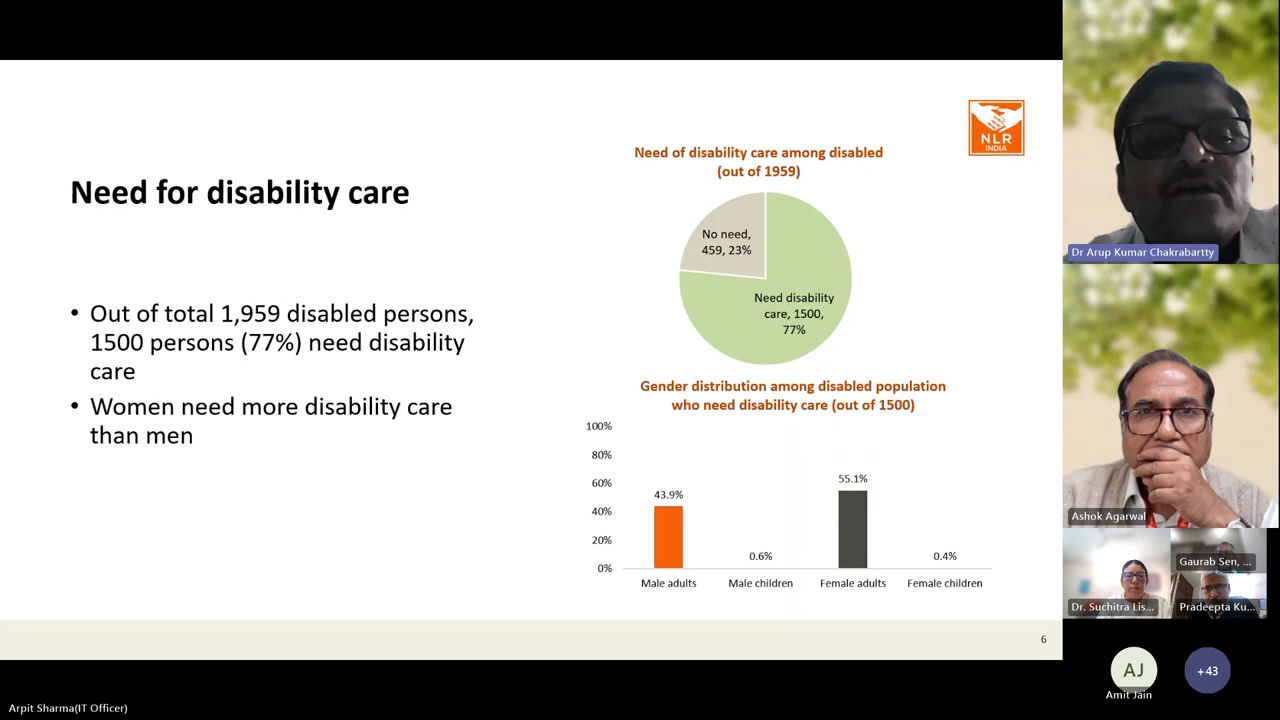 Need for disability care
• Out of total 1,959 disabled persons,
1500 persons (77%) need disability
care
• Women need more disability care
than men
NLR
INDIA
Need of disability care among disabled
(out of 1959)
No need,
459, 23%
Need disability
care, 1500,
77%
Gender distribution among disabled population
who need disability care (out of 1500)
100%
80%
60%
40%
20%
0%
43.9%
0.6%
55.1%
0.4%
Male adults
Male children
Female adults
Female children
6
Dr Arup Kumar Chakrabartty
Ashok Agarwal
Gaurab Sen, ...
Dr. Suchitra Lis...
Pradeepta Ku...
AJ
Amit Jain
+43
Arpit Sharma(IT Officer)